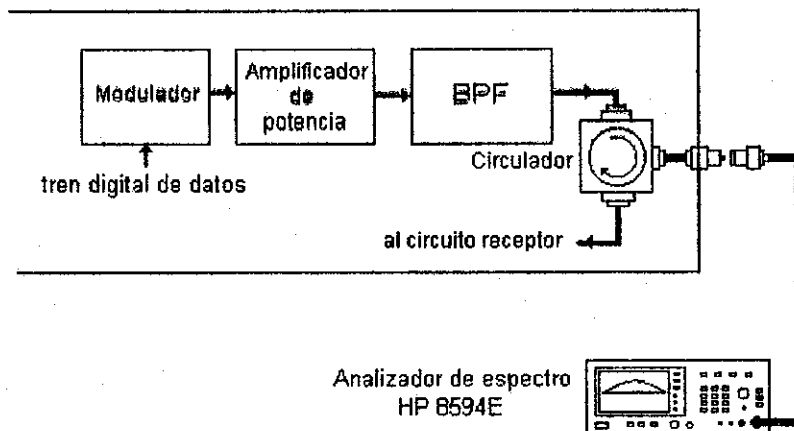 Modulador
Amplificador
de
potencia
BPF
Circulador
tren digital de datos
al circuito receptor
Analizador de espectro
HP 8594E